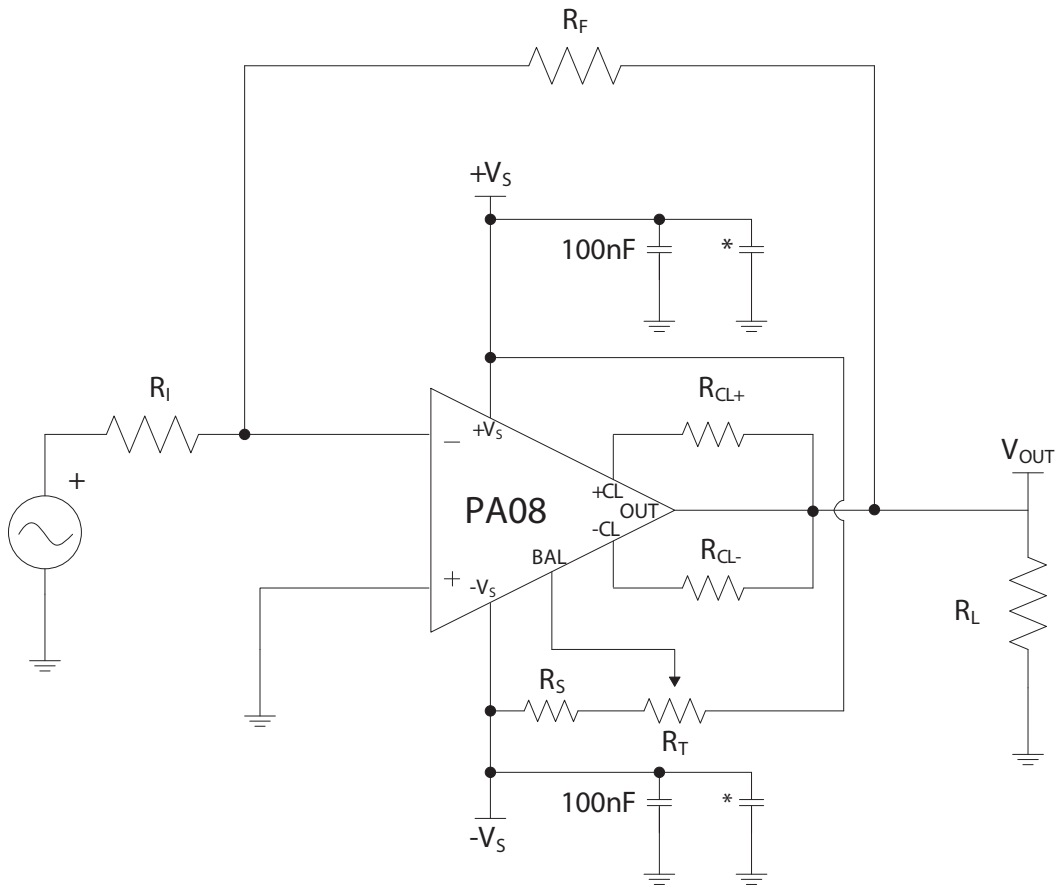 R_F
+V_S
100nF
*
R_I
R_CL+
−
+V_S
+
+CL
V_OUT
PA08
OUT
-CL
BAL
R_CL-
+
-V_S
R_L
R_S
R_T
100nF
*
-V_S